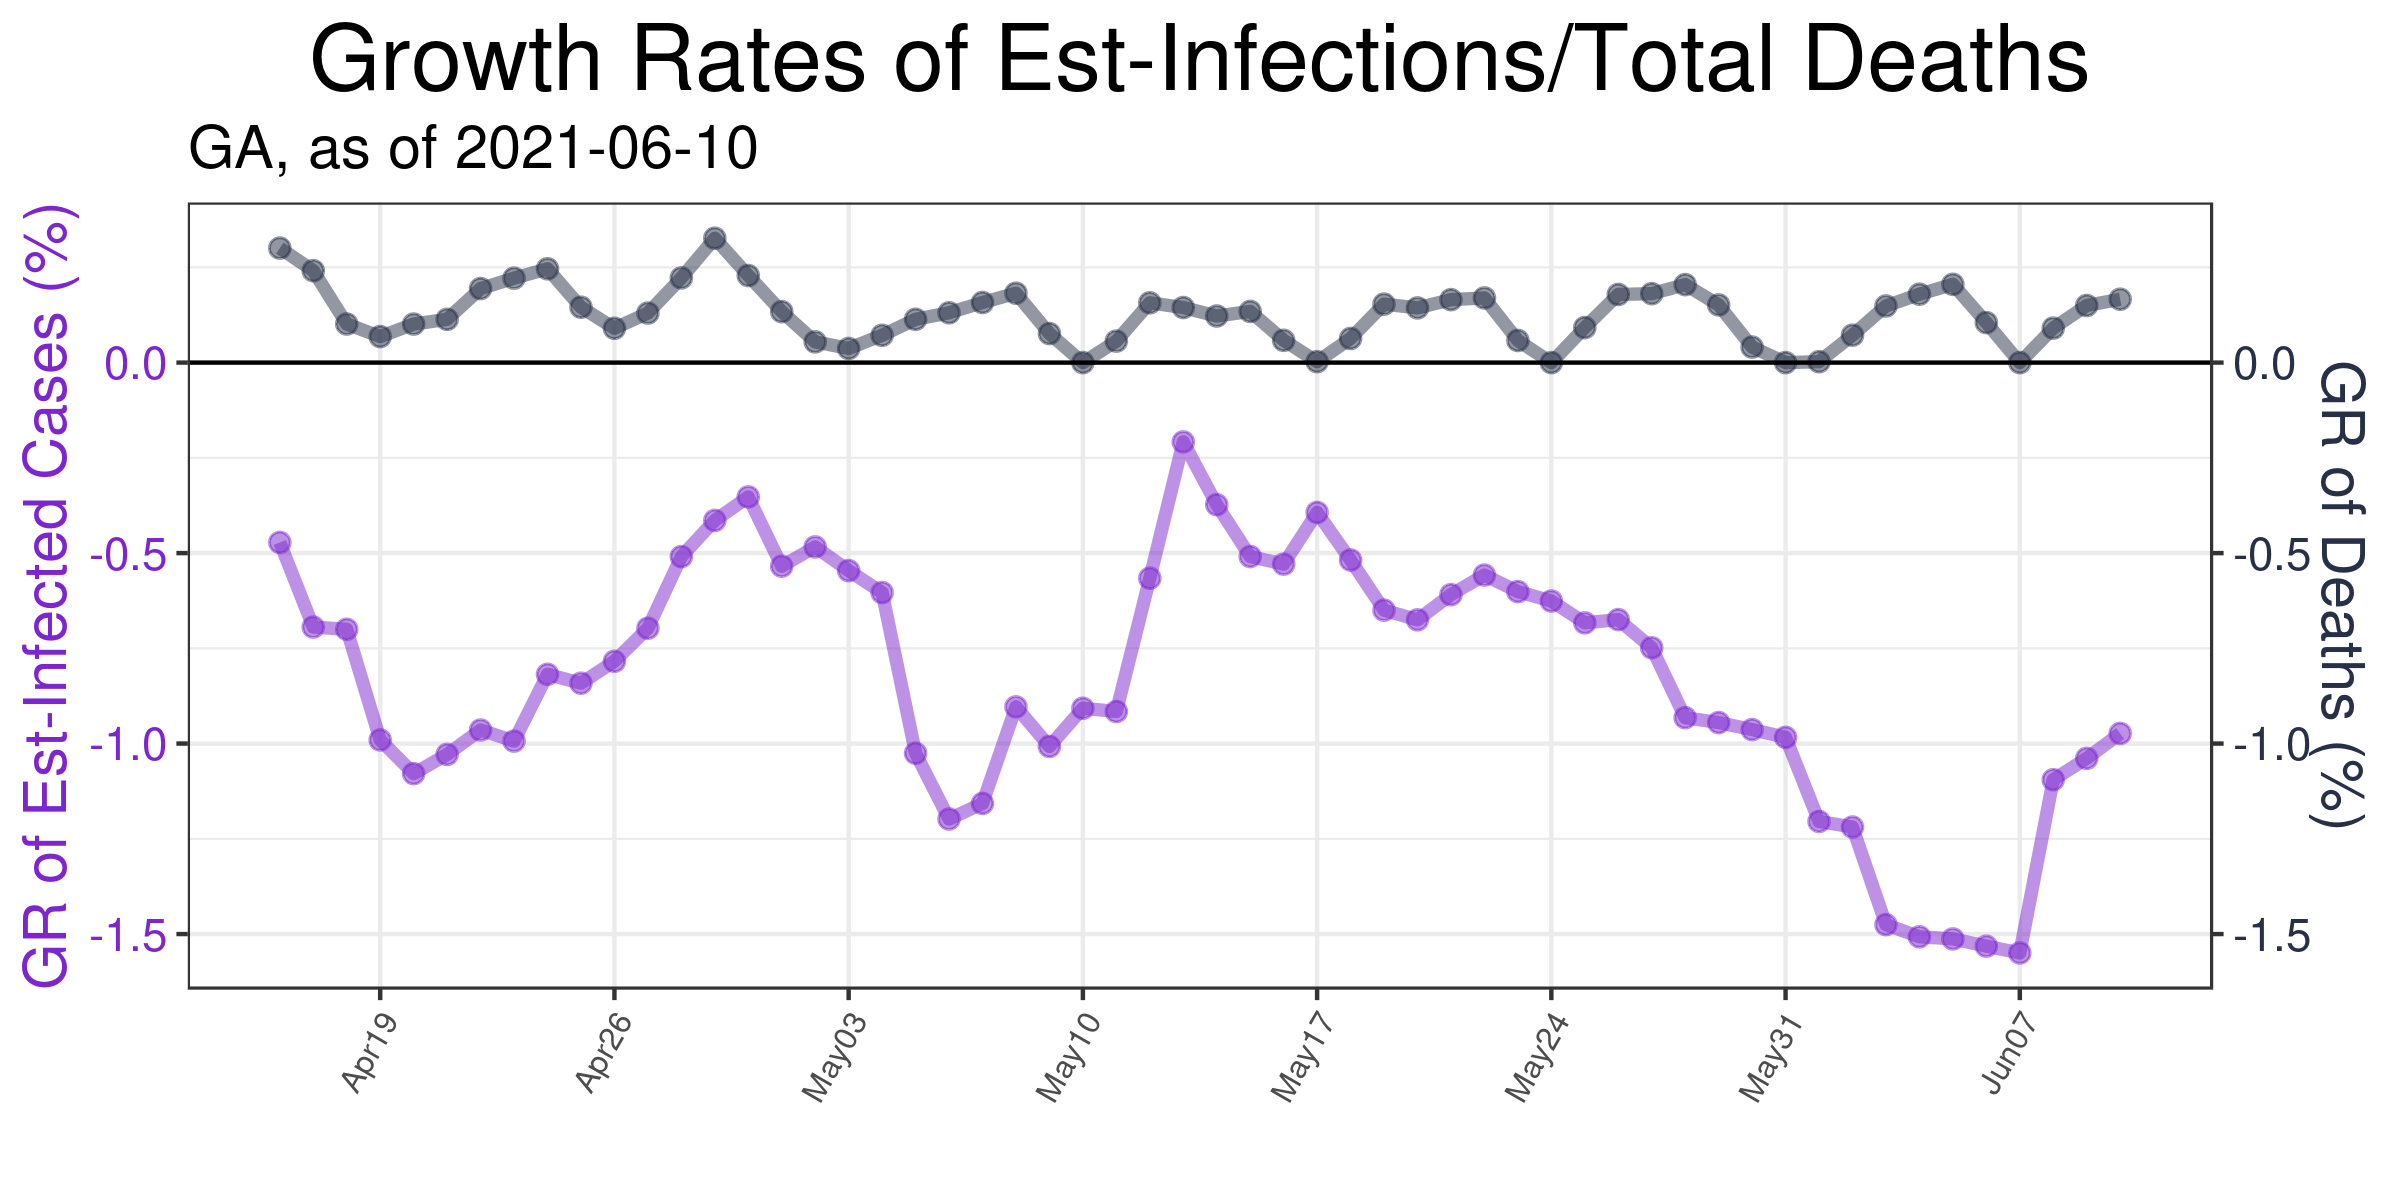 Growth Rates of Est-Infections/Total Deaths
GA, as of 2021-06-10
GR of Est-Infected Cases (%)
0.0
-0.5
-1.0
-1.5
0.0
-0.5
-1.0
-1.5
GR of Deaths (%)
Apr19
Apr26
May03
May10
May17
May24
May31
Jun07